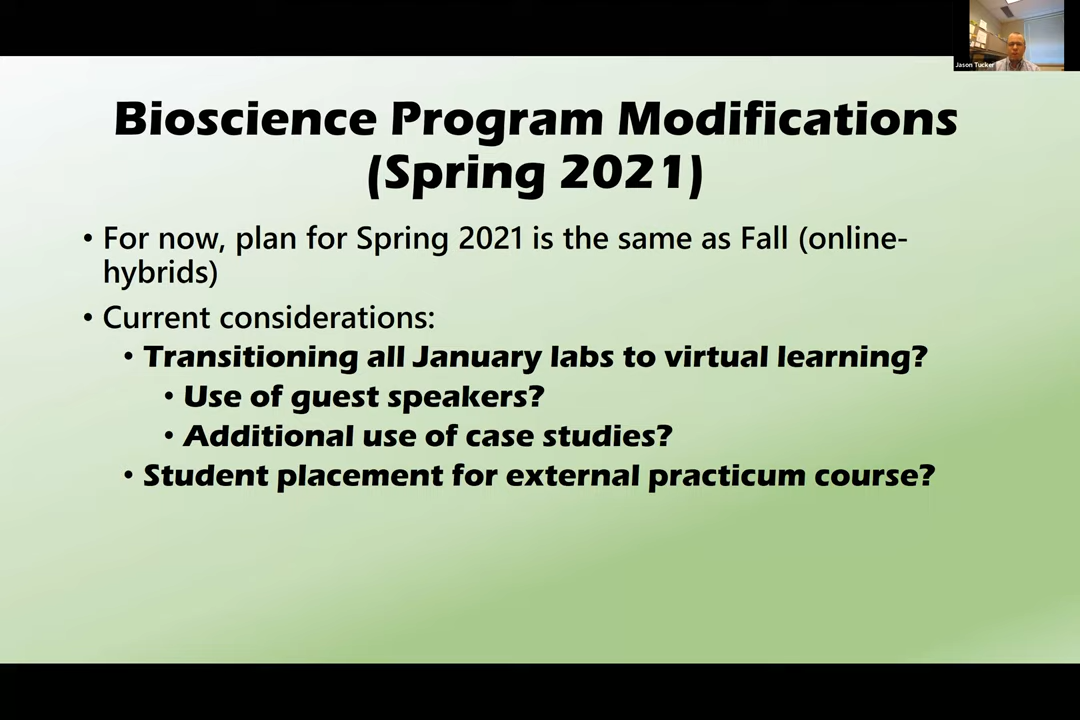 Jason Tucker
Bioscience Program Modifications
(Spring 2021)
• For now, plan for Spring 2021 is the same as Fall (online-
hybrids)
• Current considerations:
• Transitioning all January labs to virtual learning?
• Use of guest speakers?
• Additional use of case studies?
• Student placement for external practicum course?